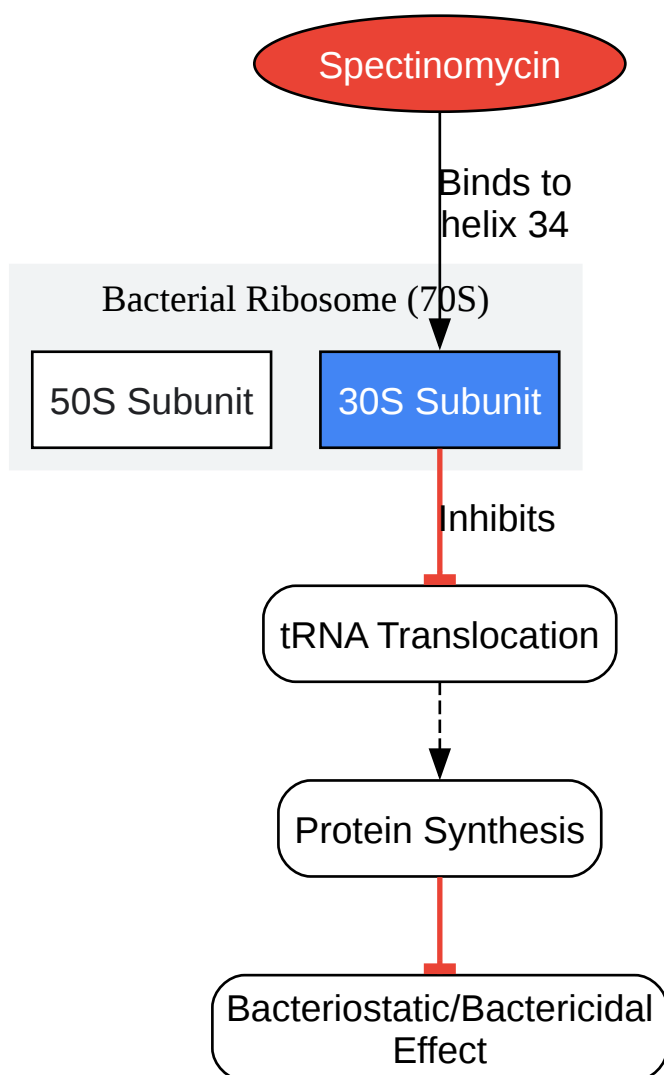 Spectinomycin
Binds to
helix 34
Bacterial Ribosome (70S)
50S Subunit
30S Subunit
Inhibits
tRNA Translocation
Protein Synthesis
Bacteriostatic/Bactericidal
Effect